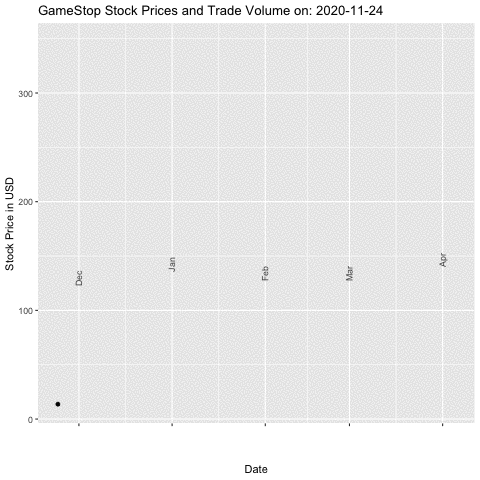 GameStop Stock Prices and Trade Volume on: 2020-11-24
Stock Price in USD
300
200
100
0
Dec
Jan
Feb
Mar
Apr
Date